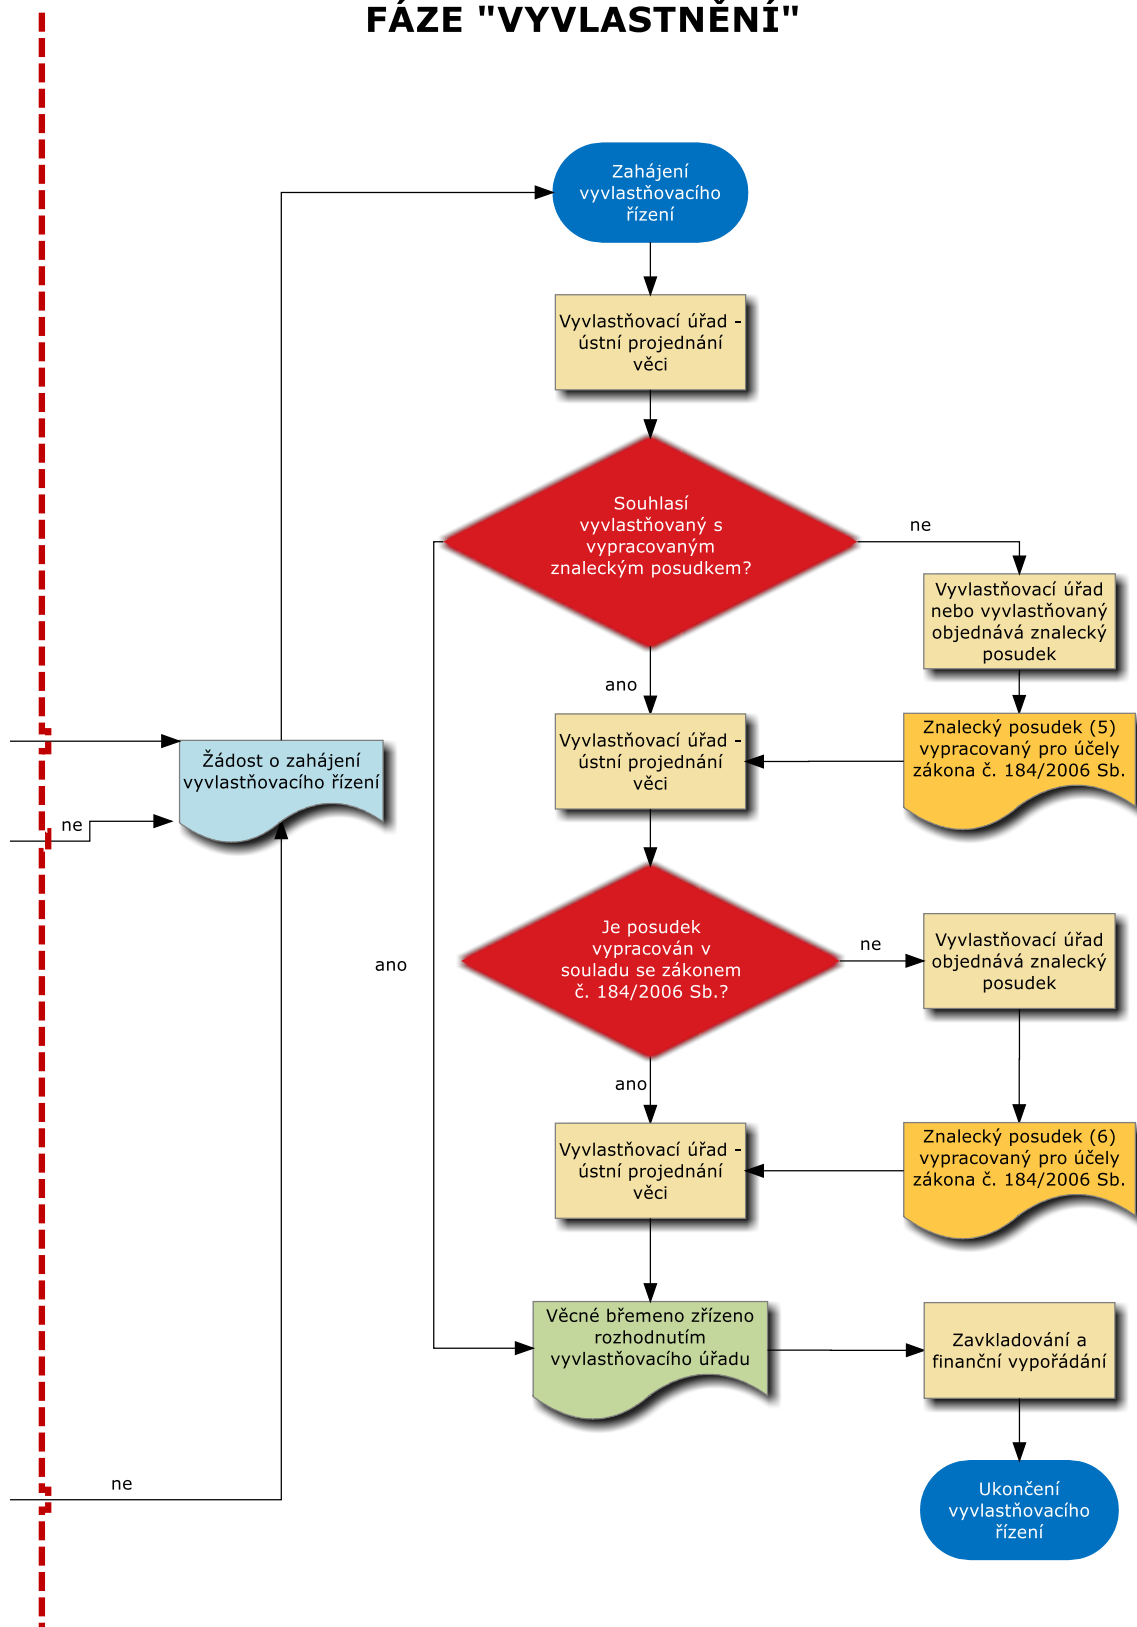 FÁZE "VYVLASTNĚNÍ"
Zahájení
vyvlastňovacího
řízení
Vyvlastňovací úřad -
ústní projednání
věci
Souhlasí
vyvlastňovaný s
vypracovaným
znaleckým posudkem?
ne
Vyvlastňovací úřad
nebo vyvlastňovaný
objednává znalecký
posudek
ano
Znalecký posudek (5)
vypracovaný pro účely
zákona č. 184/2006 Sb.
Vyvlastňovací úřad -
ústní projednání
věci
Žádost o zahájení
vyvlastňovacího řízení
ne
Je posudek
vypracován v
souladu se zákonem
č. 184/2006 Sb.?
ne
Vyvlastňovací úřad
objednává znalecký
posudek
ano
ano
Znalecký posudek (6)
vypracovaný pro účely
zákona č. 184/2006 Sb.
Vyvlastňovací úřad -
ústní projednání
věci
Věcné břemeno zřízeno
rozhodnutím
vyvlastňovacího úřadu
Zavkladování a
finanční vypořádání
ne
Ukončení
vyvlastňovacího
řízení